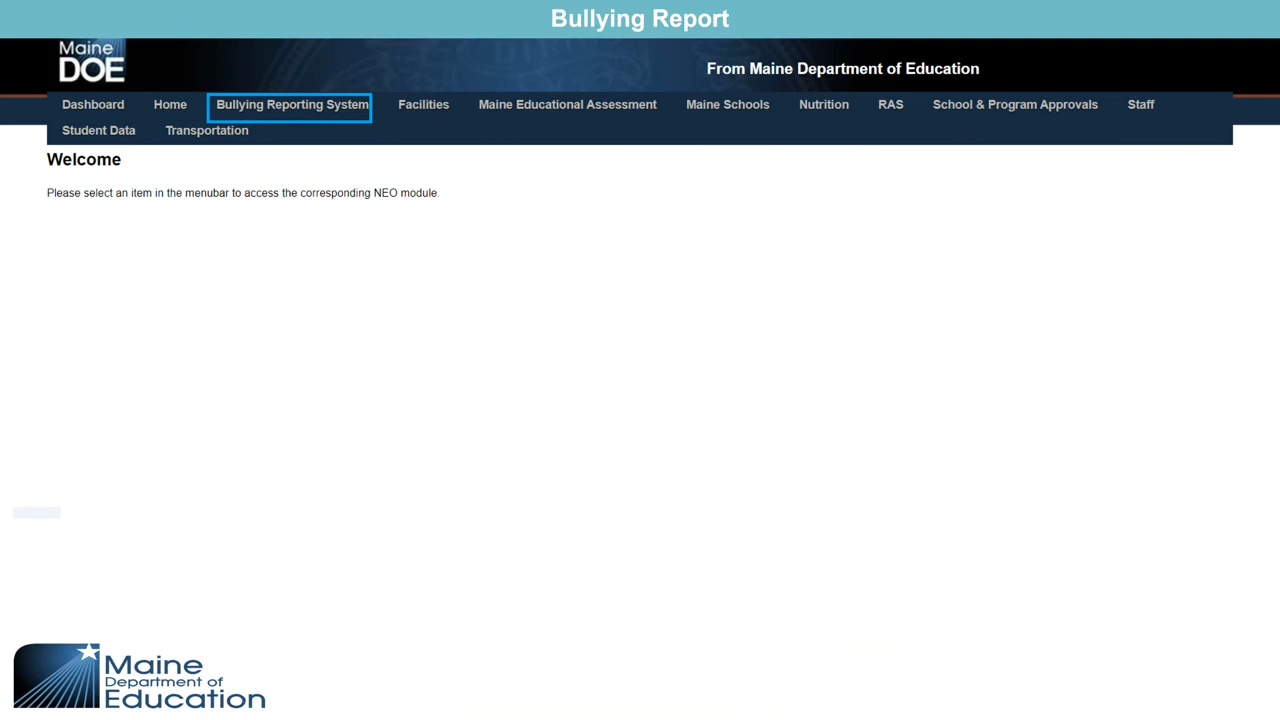 Bullying Report
Maine
DOE
From Maine Department of Education
Dashboard Home Bullying Reporting System Facilities Maine Educational Assessment Maine Schools Nutrition RAS School & Program Approvals Staff
Student Data Transportation
Welcome
Please select an item in the menubar to access the corresponding NEO module.
Maine
Department of
Education